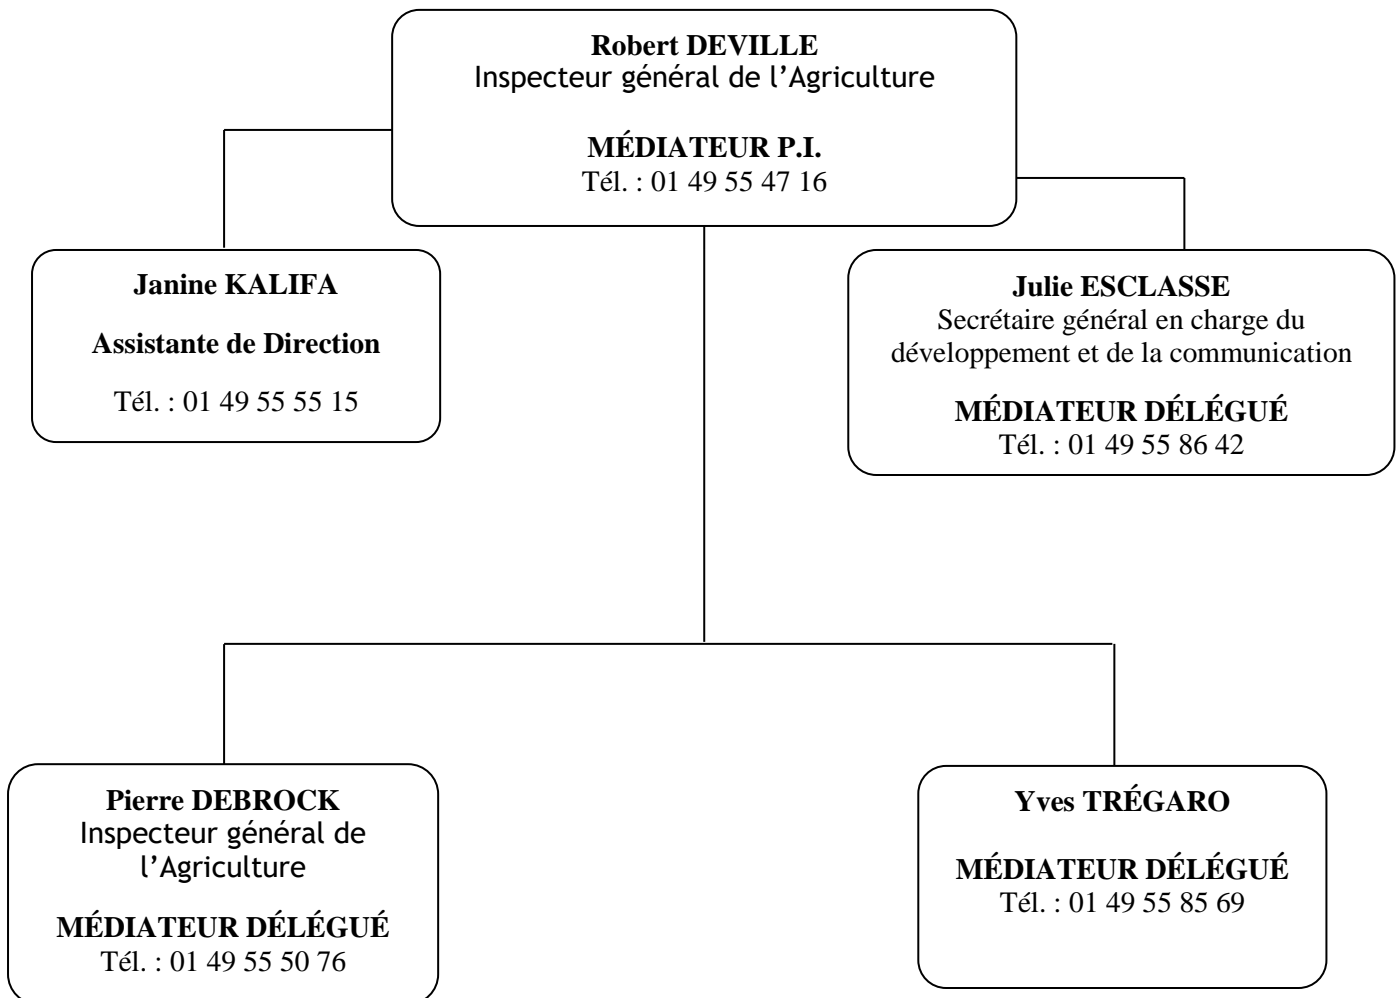 Robert DEVILLE
Inspecteur général de l’Agriculture
MÉDIATEUR P.I.
Tél. : 01 49 55 47 16
Janine KALIFA
Assistante de Direction
Tél. : 01 49 55 55 15
Julie ESCLASSE
Secrétaire général en charge du
développement et de la communication
MÉDIATEUR DÉLÉGUÉ
Tél. : 01 49 55 86 42
Pierre DEBROCK
Inspecteur général de
l’Agriculture
MÉDIATEUR DÉLÉGUÉ
Tél. : 01 49 55 50 76
Yves TRÉGARO
MÉDIATEUR DÉLÉGUÉ
Tél. : 01 49 55 85 69